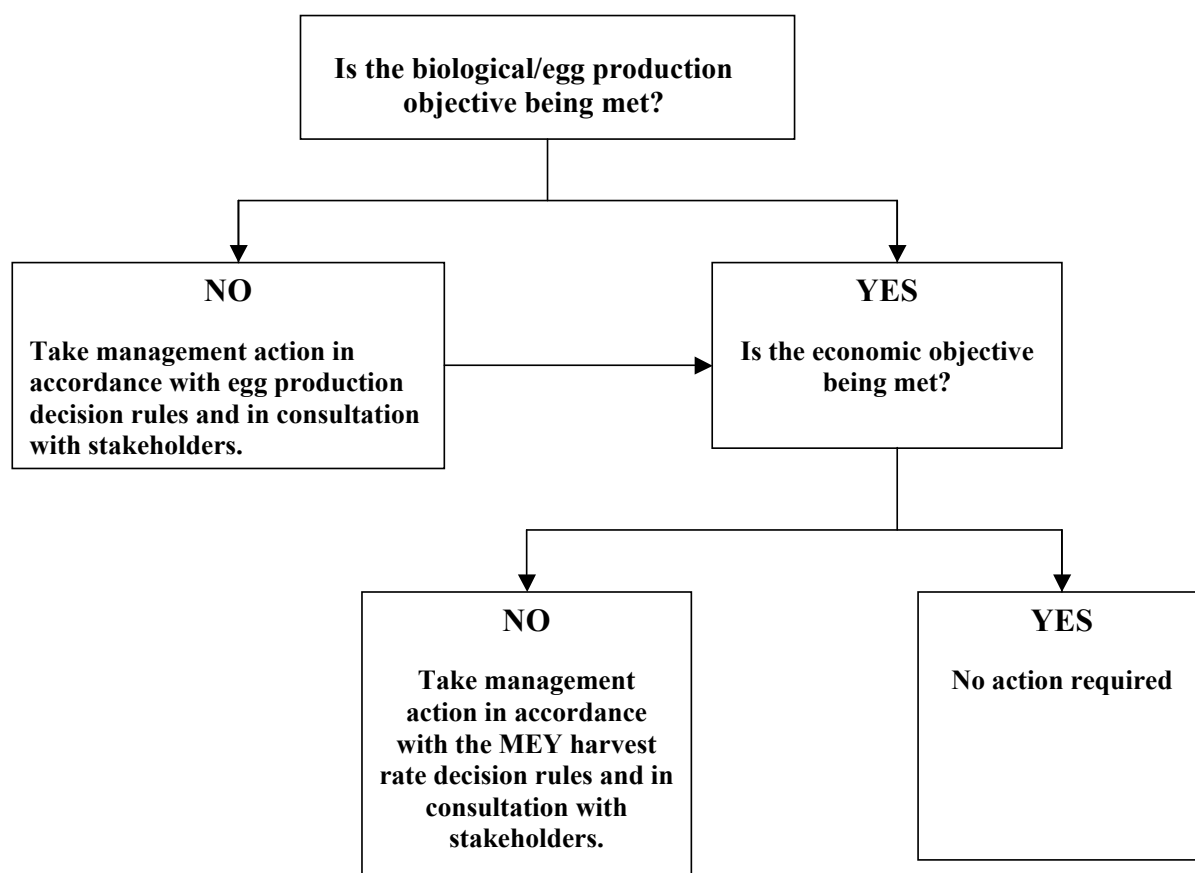 Is the biological/egg production
objective being met?
NO
Take management action in
accordance with egg production
decision rules and in consultation
with stakeholders.
YES
Is the economic objective
being met?
NO
Take management
action in accordance
with the MEY harvest
rate decision rules and in
consultation with
stakeholders.
YES
No action required